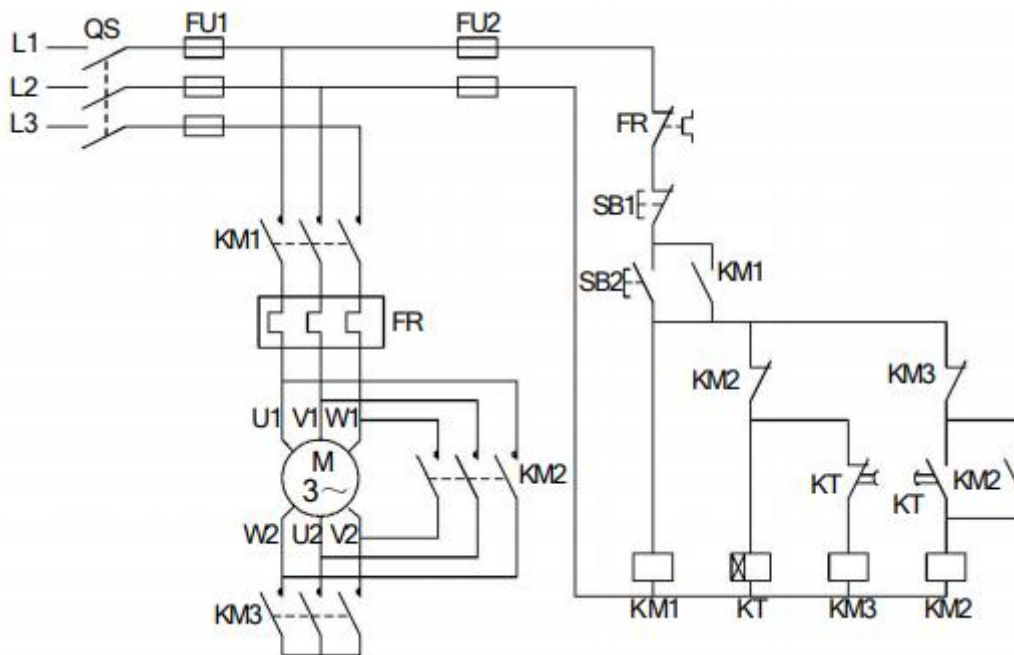 QS FU1 FU2
L1
L2
L3
FR
SB1
KM1 KM1
SB2
FR
KM2 KM3
U1 V1 W1
M
3~ KM2 KT KT KM2
W2 U2 V2
KM3 KM1 KT KM3 KM2